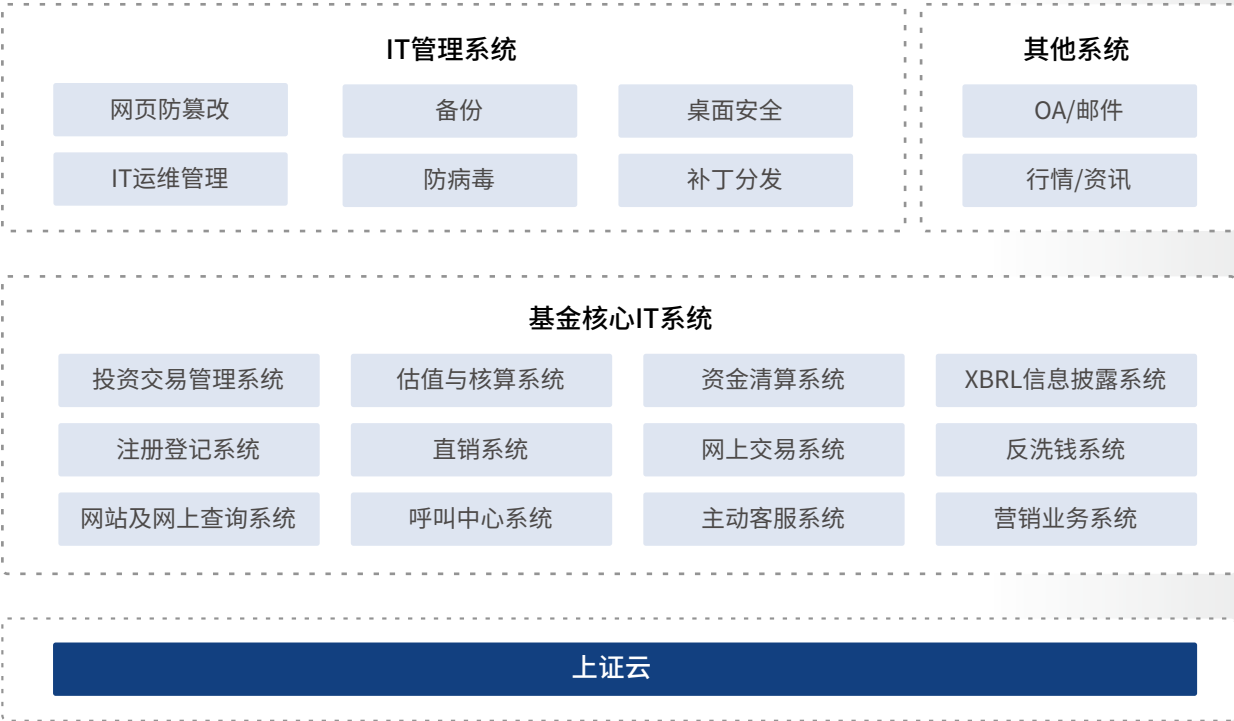 IT管理系统
网页防篡改
备份
桌面安全
IT运维管理
防病毒
补丁分发
其他系统
OA/邮件
行情/资讯
基金核心IT系统
投资交易管理系统
估值与核算系统
资金清算系统
XBRL信息披露系统
注册登记系统
直销系统
网上交易系统
反洗钱系统
网站及网上查询系统
呼叫中心系统
主动客服系统
营销业务系统
上证云